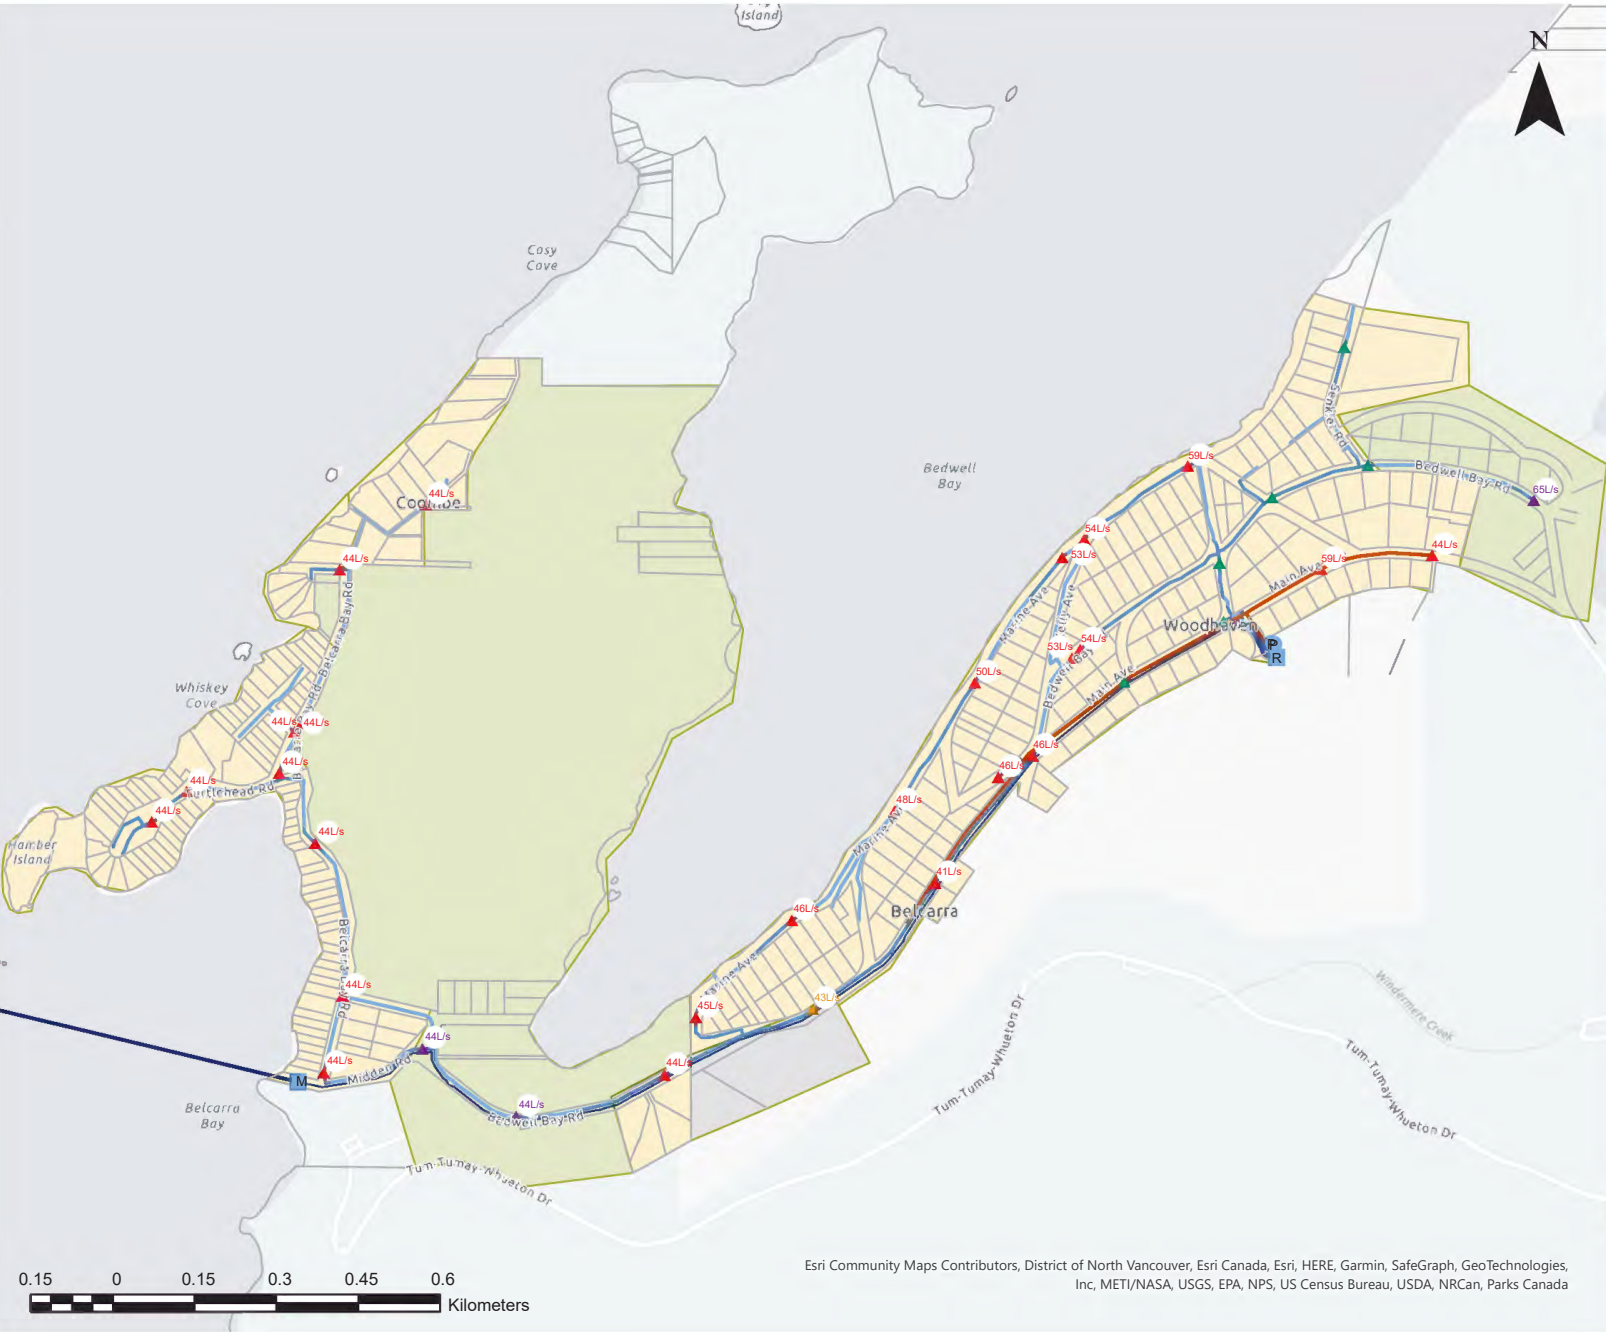 Island
N
Cosy
Cove
Bedwell
Bay
Senkler Rd
59L/s
Bedwell Bay Rd
65L/s
44L/s
Coombe
54L/s
53L/s
44L/s
59L/s
Main Ave
44L/s
Marine Ave
Woodhaven
54L/s
53L/s
P
R
Belcarra Bay Rd
Bedwell Bay
50L/s
Main Ave
Whiskey
Cove
44L/s
44L/s
46L/s
46L/s
44L/s
44L/s
Turtlehead Rd
48L/s
44L/s
44L/s
Marine Ave
Hamber
Island
41L/s
Belcarra
46L/s
Belcarra Bay Rd
Marine Ave
44L/s
43L/s
45L/s
Windermere Creek
44L/s
44L/s
44L/s
M
Midden Rd
44L/s
Bedwell Bay Rd
Belcarra
Bay
Tum-Tumay-Whueton Dr
Tum-Tumay-Whueton Dr
Tum-Tumay-Whueton Dr
0.15 0 0.15 0.3 0.45 0.6
Kilometers
Esri Community Maps Contributors, District of North Vancouver, Esri Canada, Esri, HERE, Garmin, SafeGraph, GeoTechnologies,
Inc, METI/NASA, USGS, EPA, NPS, US Census Bureau, USDA, NRCan, Parks Canada